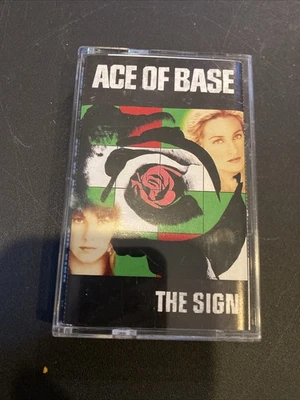 ACE OF BASE
THE SIGN